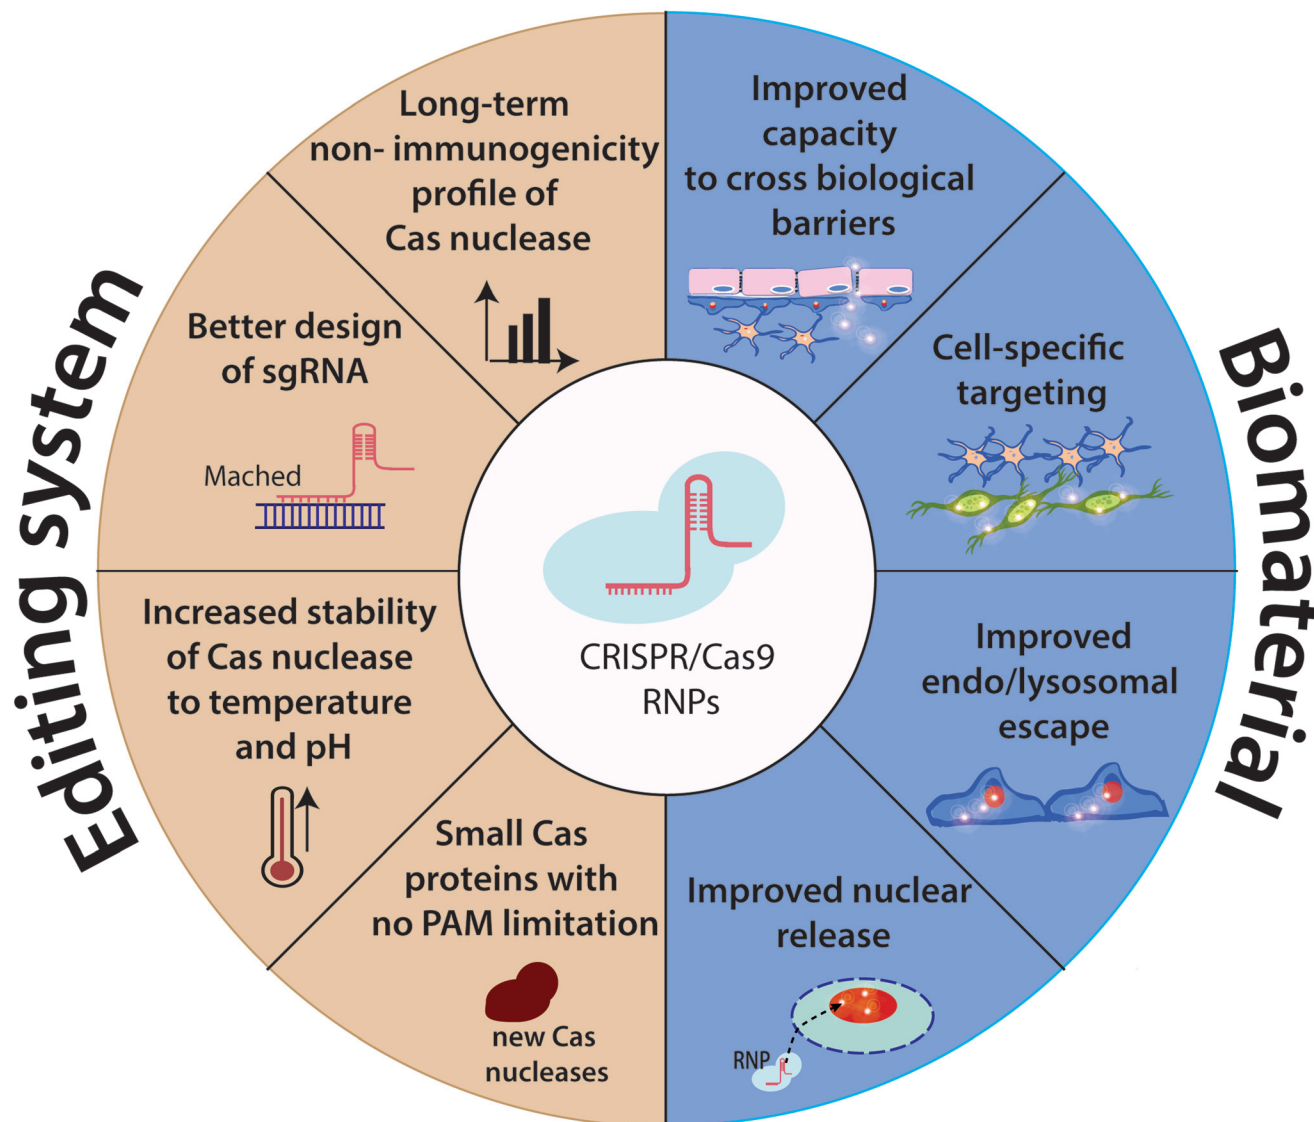 Editing system
Long-term
non- immunogenicity
profile of
Cas nuclease
Better design
of sgRNA
Mached
Increased stability
of Cas nuclease
to temperature
and pH
Small Cas
proteins with
no PAM limitation
new Cas
nucleases
CRISPR/Cas9
RNPs
Improved
capacity
to cross biological
barriers
Cell-specific
targeting
Improved
endo/lysosomal
escape
Improved nuclear
release
RNP
Biomaterial